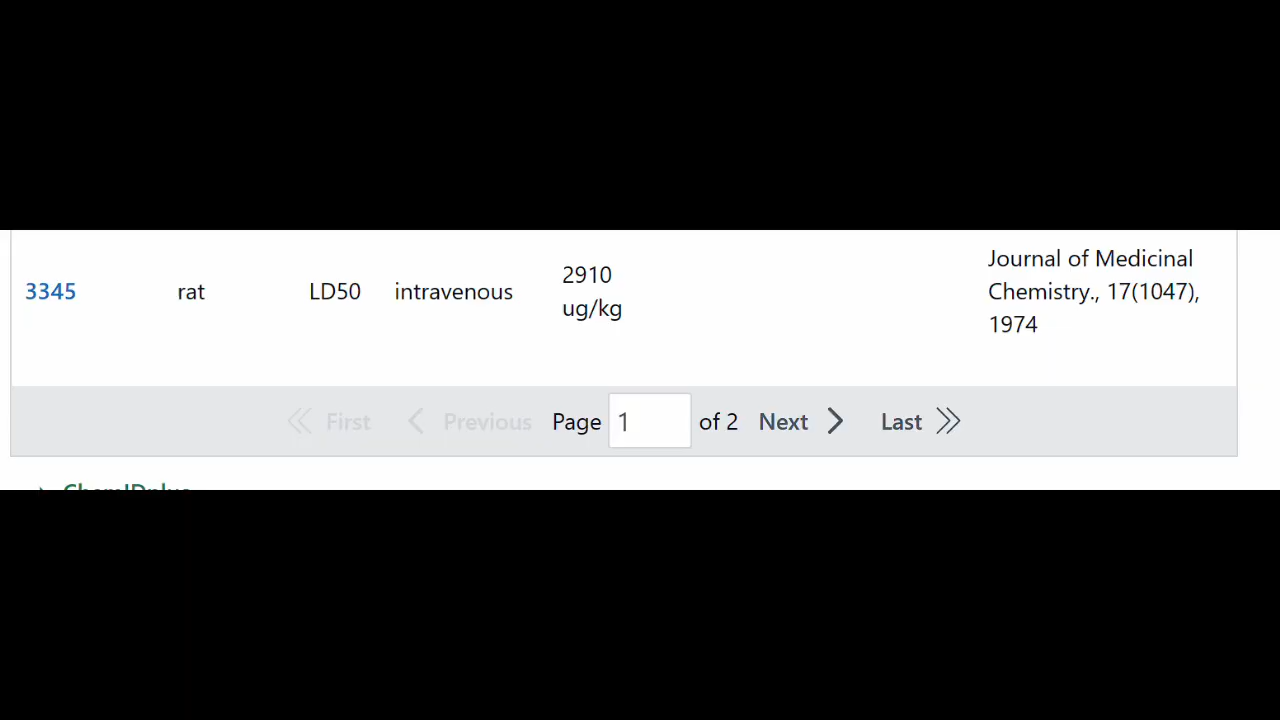 3345 rat LD50 intravenous 2910 ug/kg Journal of Medicinal Chemistry., 17(1047), 1974
First Previous Page 1 of 2 Next Last
ChemIDplus